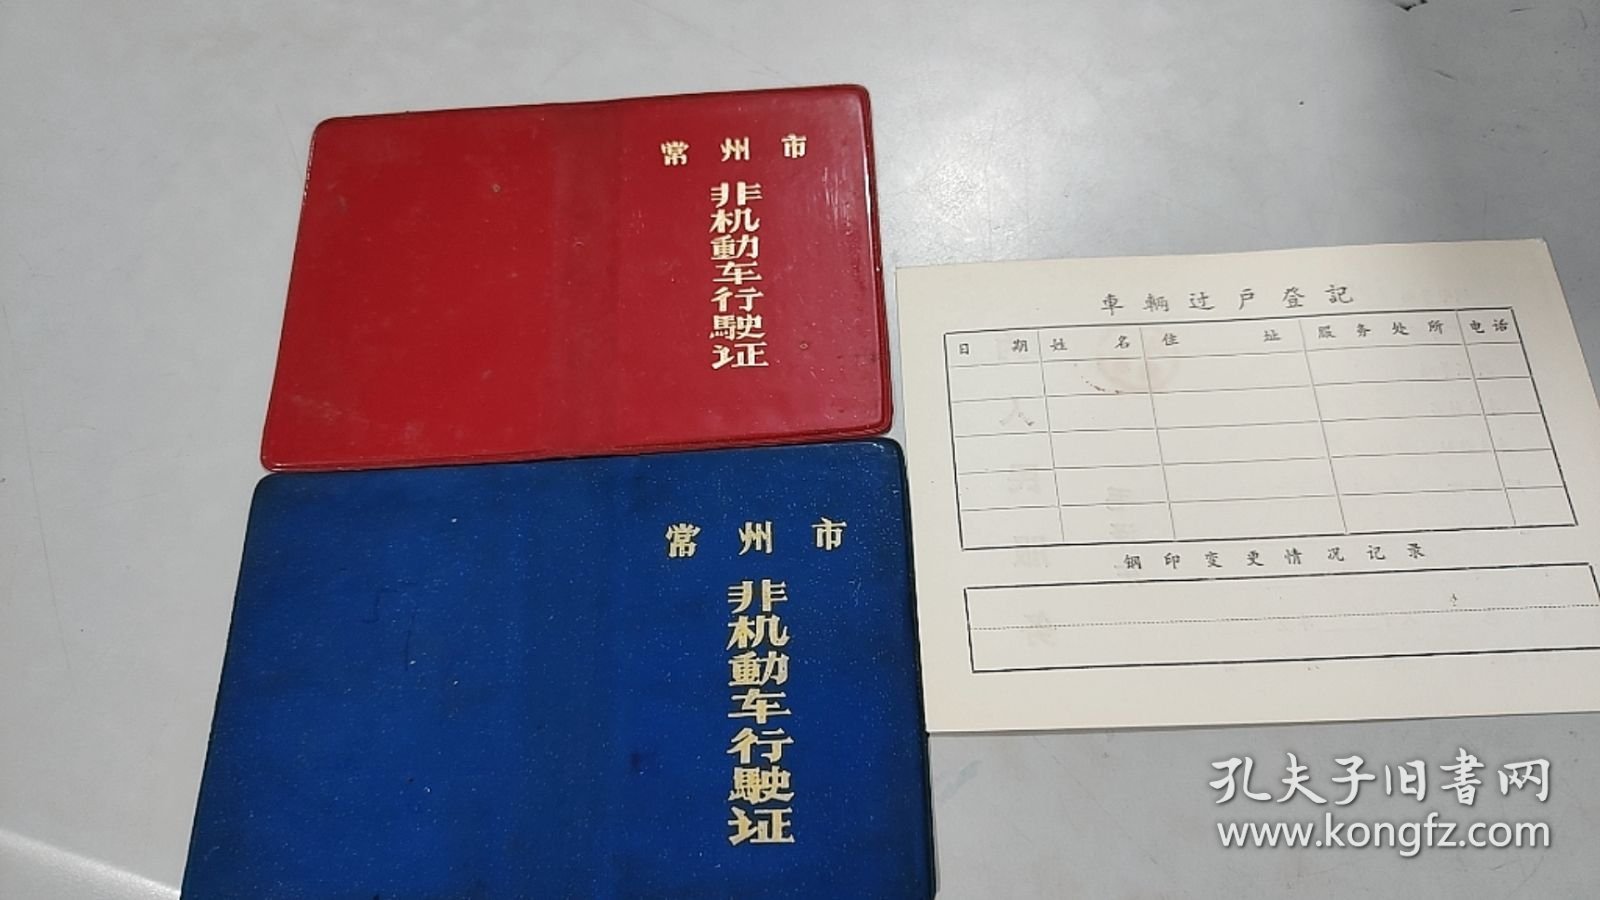 常州市
非机動车行駛证
常州市
非机動车行駛证
車輛过戶登記
日期 姓名 住址 服务处所 电话
钢印变更情况记录
孔夫子旧書网
www.kongfz.com